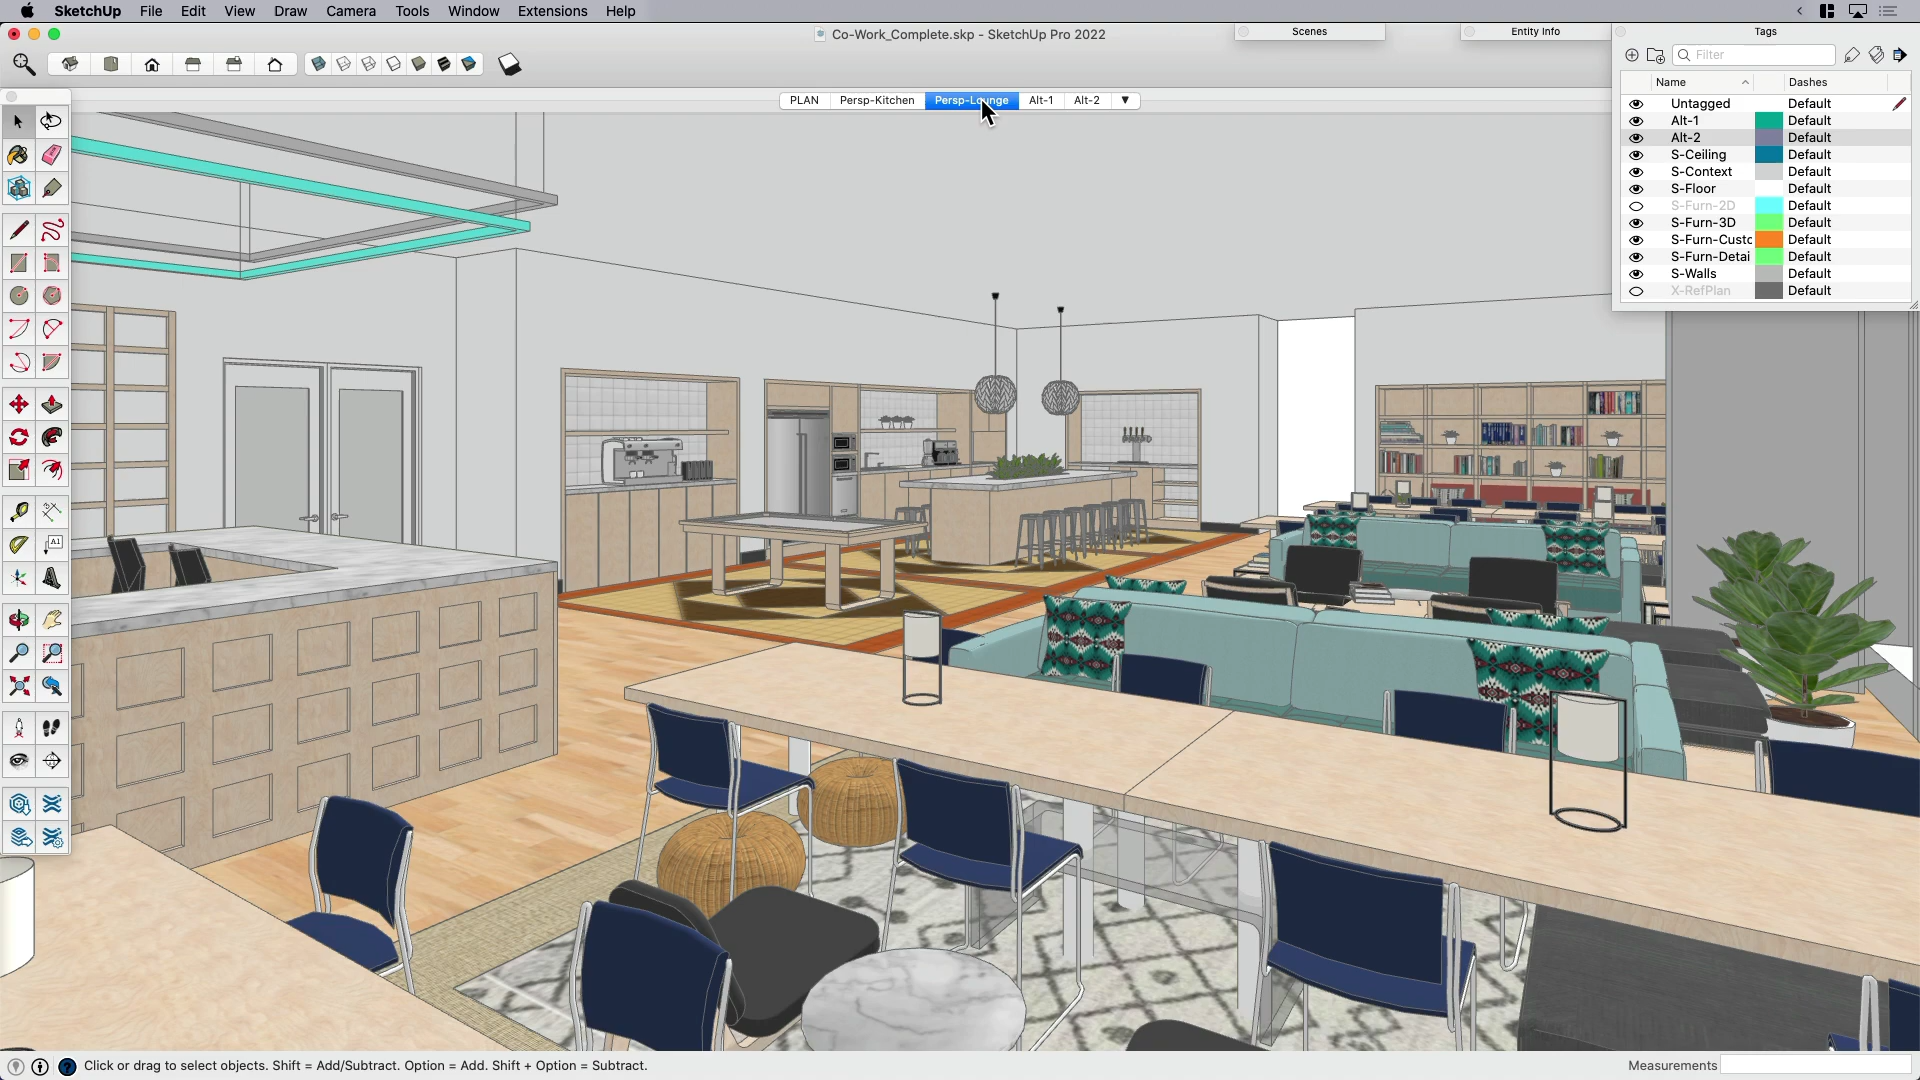 SketchUp File Edit View Draw Camera Tools Window Extensions Help
Co-Work_Complete.skp - SketchUp Pro 2022
Scenes
Entity Info
Tags
Filter
Name Dashes
Untagged Default
Alt-1 Default
Alt-2 Default
S-Ceiling Default
S-Context Default
S-Floor Default
S-Furn-2D Default
S-Furn-3D Default
S-Furn-Custc Default
S-Furn-Detai Default
S-Walls Default
X-RefPlan Default
PLAN Persp-Kitchen Persp-Lounge Alt-1 Alt-2
A1
Click or drag to select objects. Shift = Add/Subtract. Option = Add. Shift + Option = Subtract.
Measurements